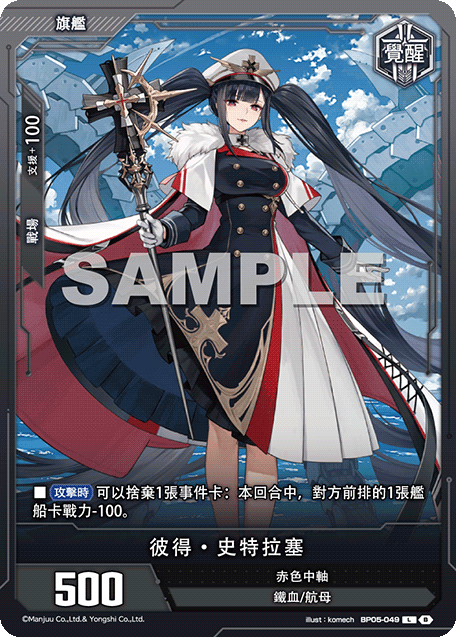 旗艦
覺醒
支援+100
戰場
SAMPLE
■ 攻擊時 可以捨棄1張事件卡：本回合中，對方前排的1張艦
船卡戰力-100。
彼得・史特拉塞
500
赤色中軸
鐵血/航母
©Manjuu Co.,Ltd.& Yongshi Co.,Ltd.
illust : komech BP05-049 L B